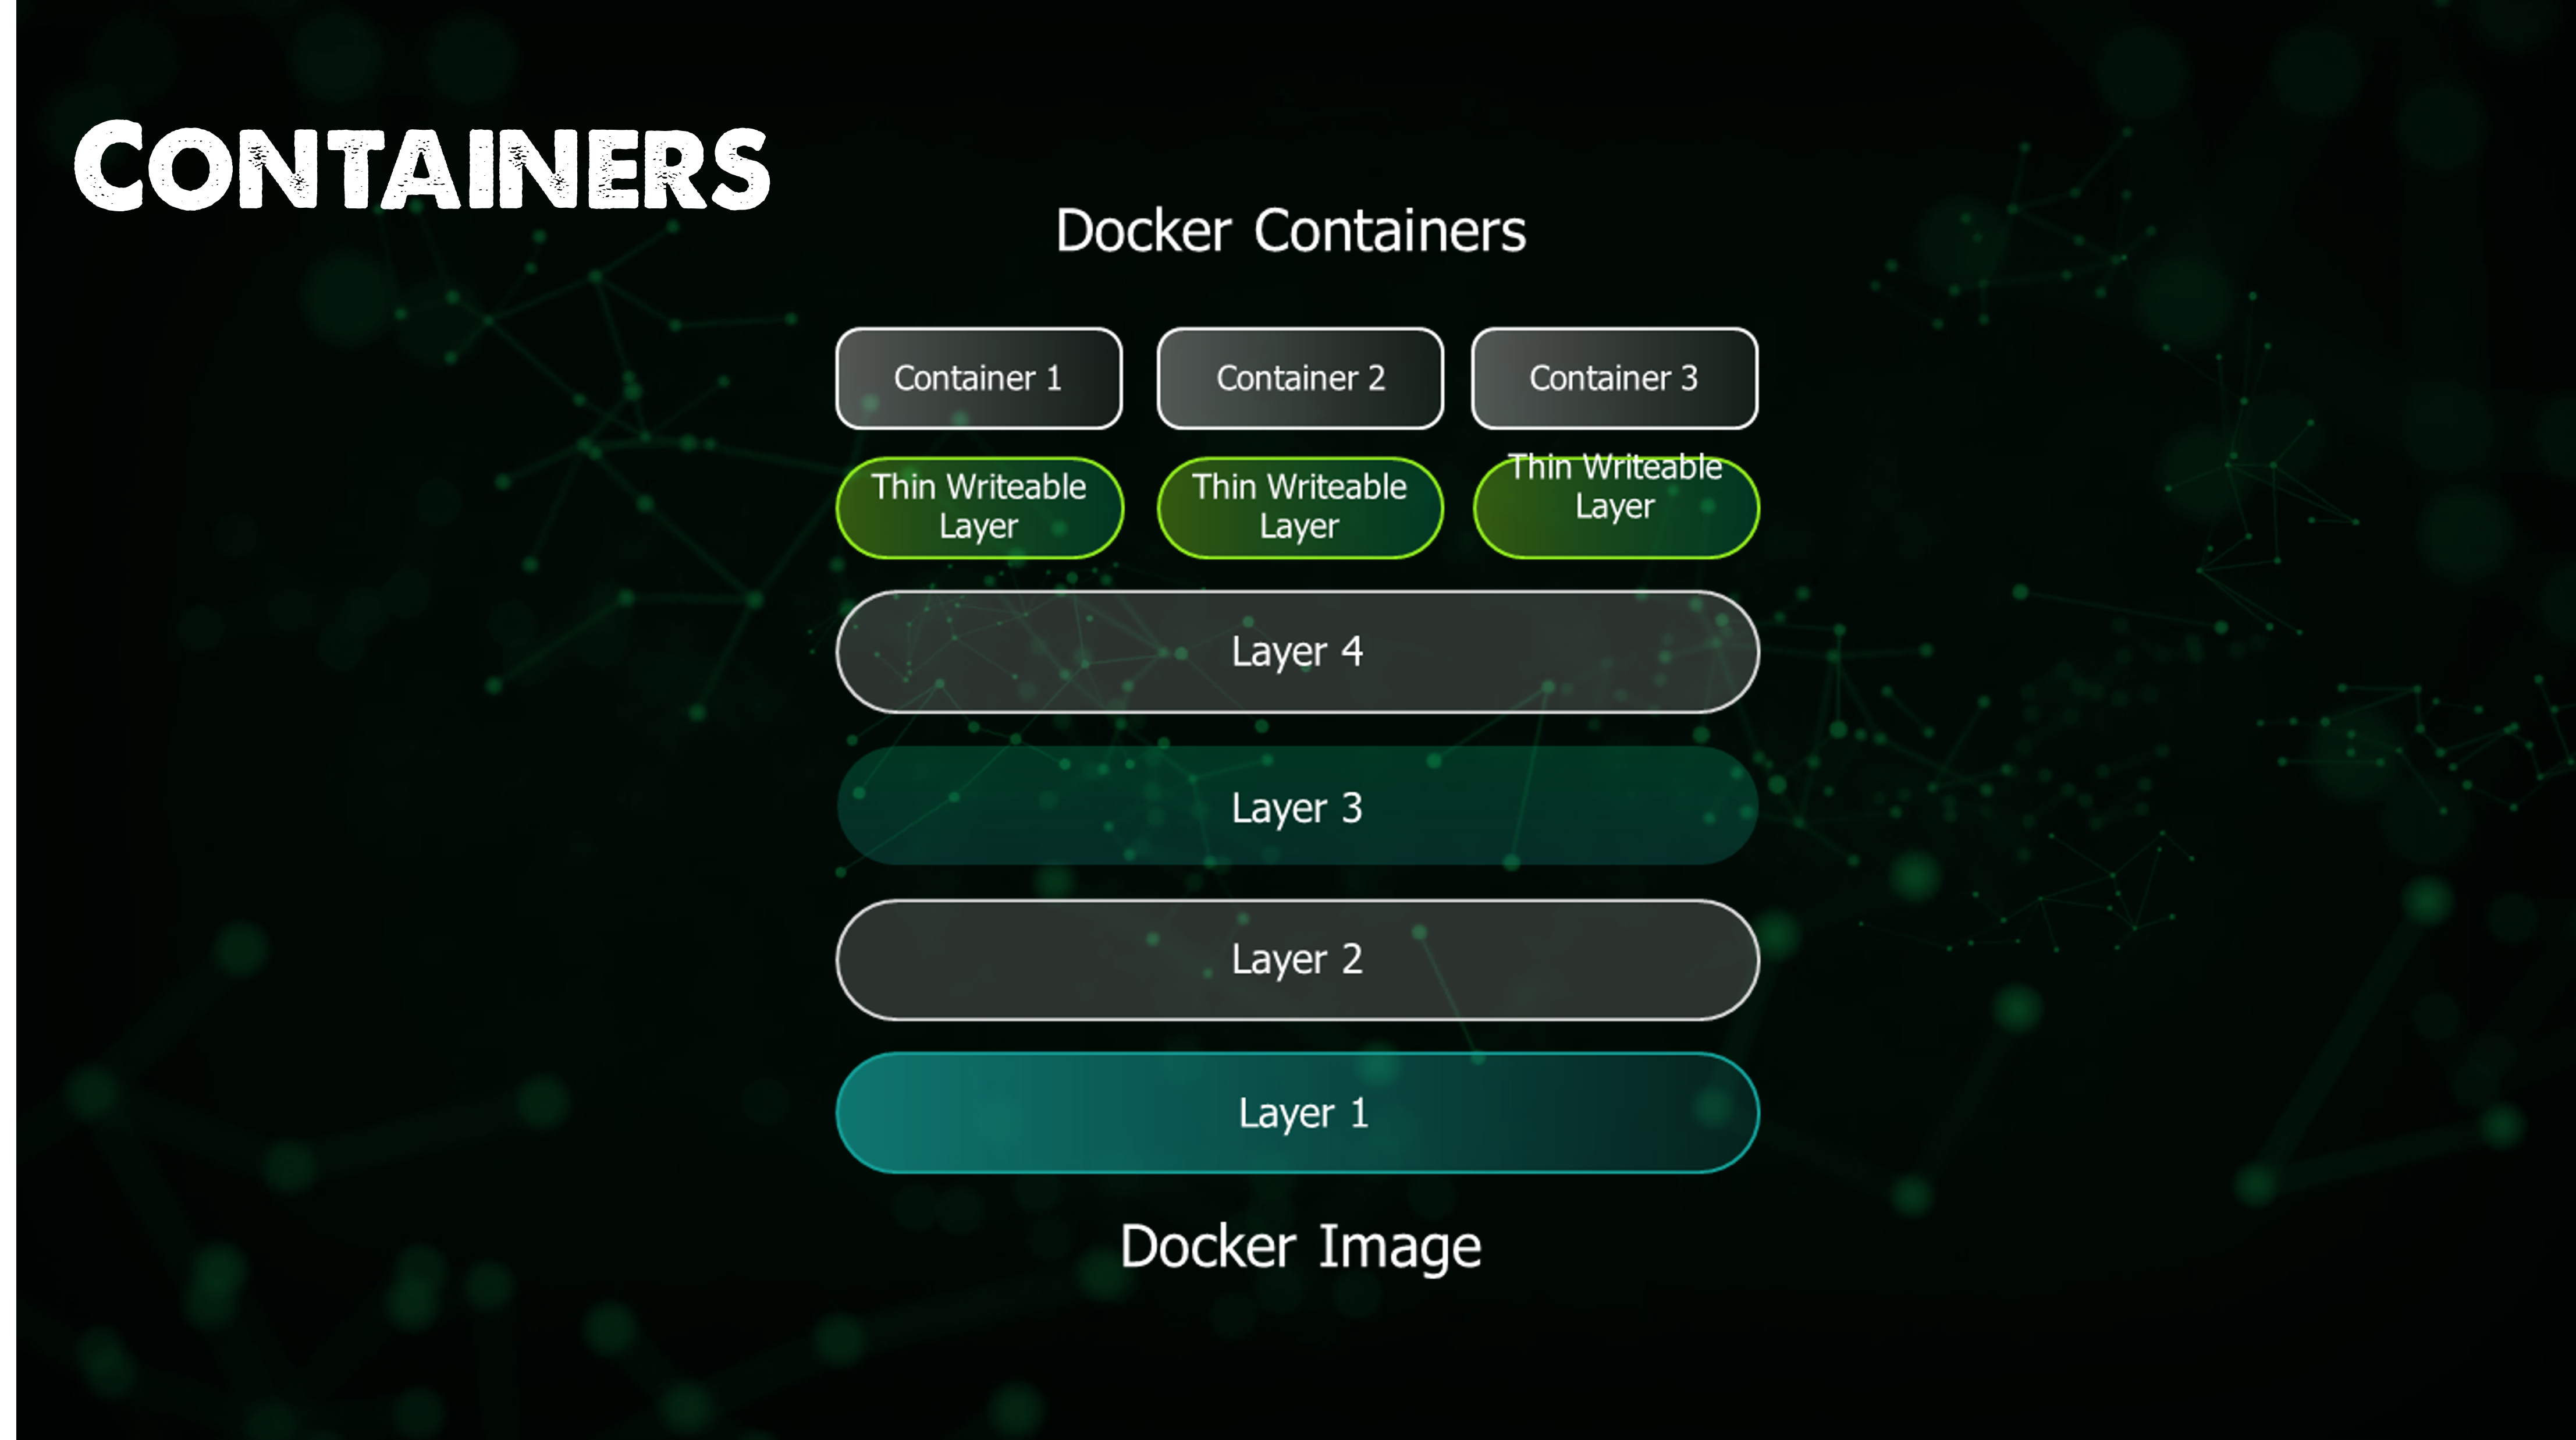 CONTAINERS
Docker Containers
Container 1
Container 2
Container 3
Thin Writeable
Layer
Thin Writeable
Layer
Thin Writeable
Layer
Layer 4
Layer 3
Layer 2
Layer 1
Docker Image